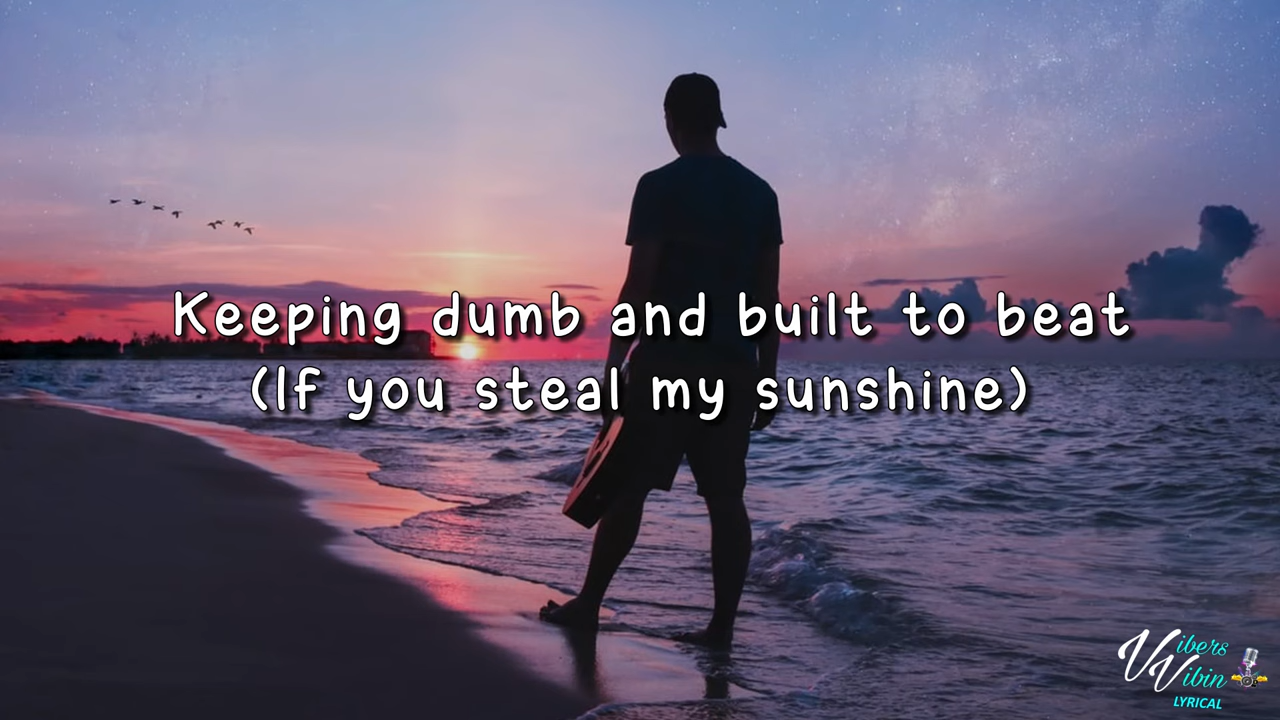 Keeping dumb and built to beat
(If you steal my sunshine)
Vibers
Vibin
LYRICAL